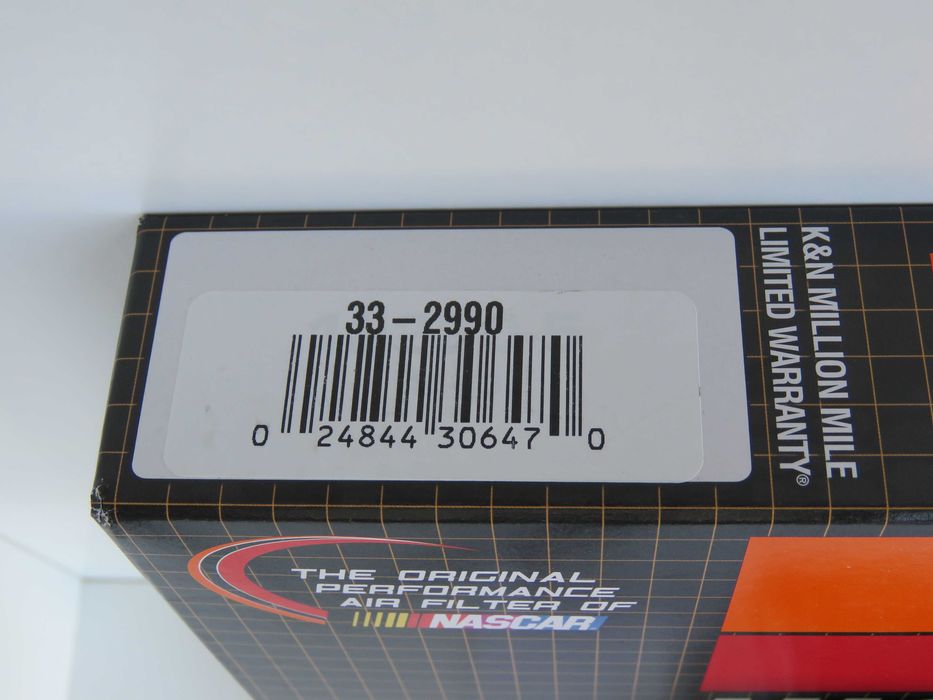 33-2990
0 24844 30647 0
K&N MILLION MILE
LIMITED WARRANTY®
THE ORIGINAL
PERFORMANCE
AIR FILTER OF
NASCAR